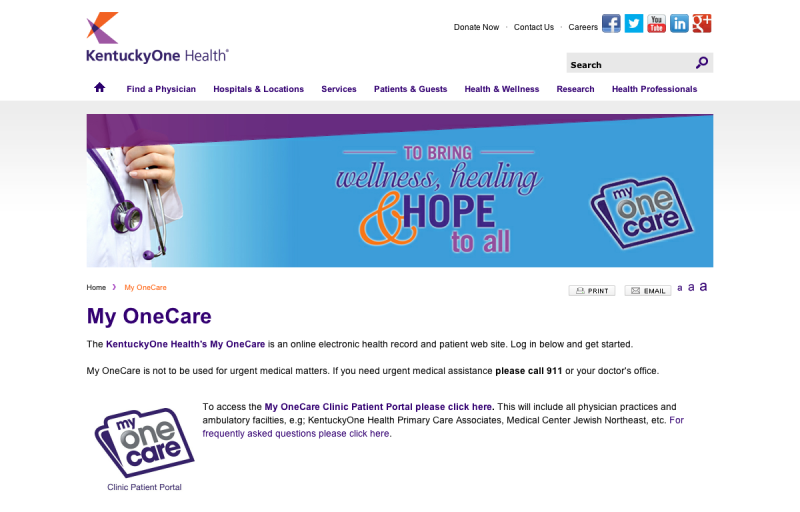 KentuckyOne Health®
Donate Now · Contact Us · Careers
You Tube
in
g+
Search
Find a Physician Hospitals & Locations Services Patients & Guests Health & Wellness Research Health Professionals
TO BRING
wellness, healing
& HOPE
to all
my
one
care
Home My OneCare
PRINT EMAIL a a a
My OneCare
The KentuckyOne Health's My OneCare is an online electronic health record and patient web site. Log in below and get started.
My OneCare is not to be used for urgent medical matters. If you need urgent medical assistance please call 911 or your doctor's office.
my
one
care
Clinic Patient Portal
To access the My OneCare Clinic Patient Portal please click here. This will include all physician practices and
ambulatory facilties, e.g; KentuckyOne Health Primary Care Associates, Medical Center Jewish Northeast, etc. For
frequently asked questions please click here.